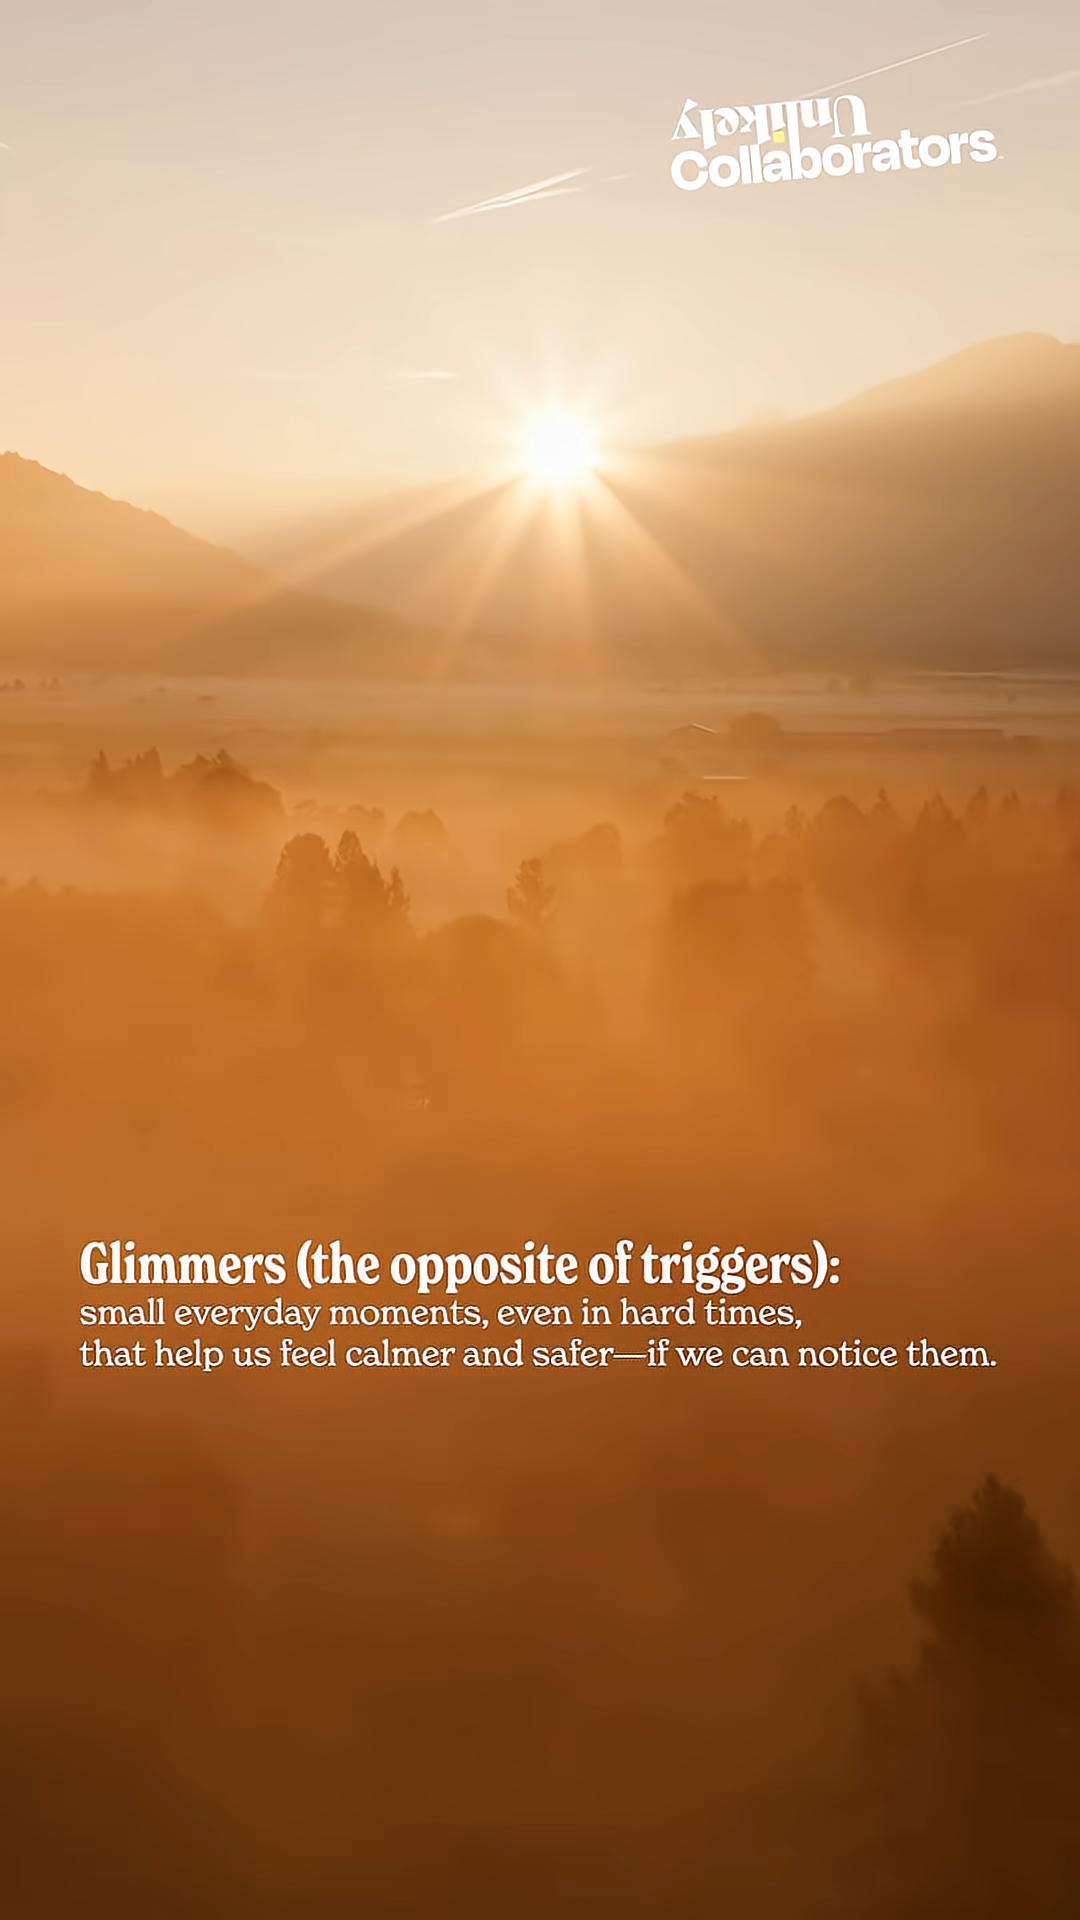 Unlikely
Collaborators
Glimmers (the opposite of triggers):
small everyday moments, even in hard times,
that help us feel calmer and safer—if we can notice them.